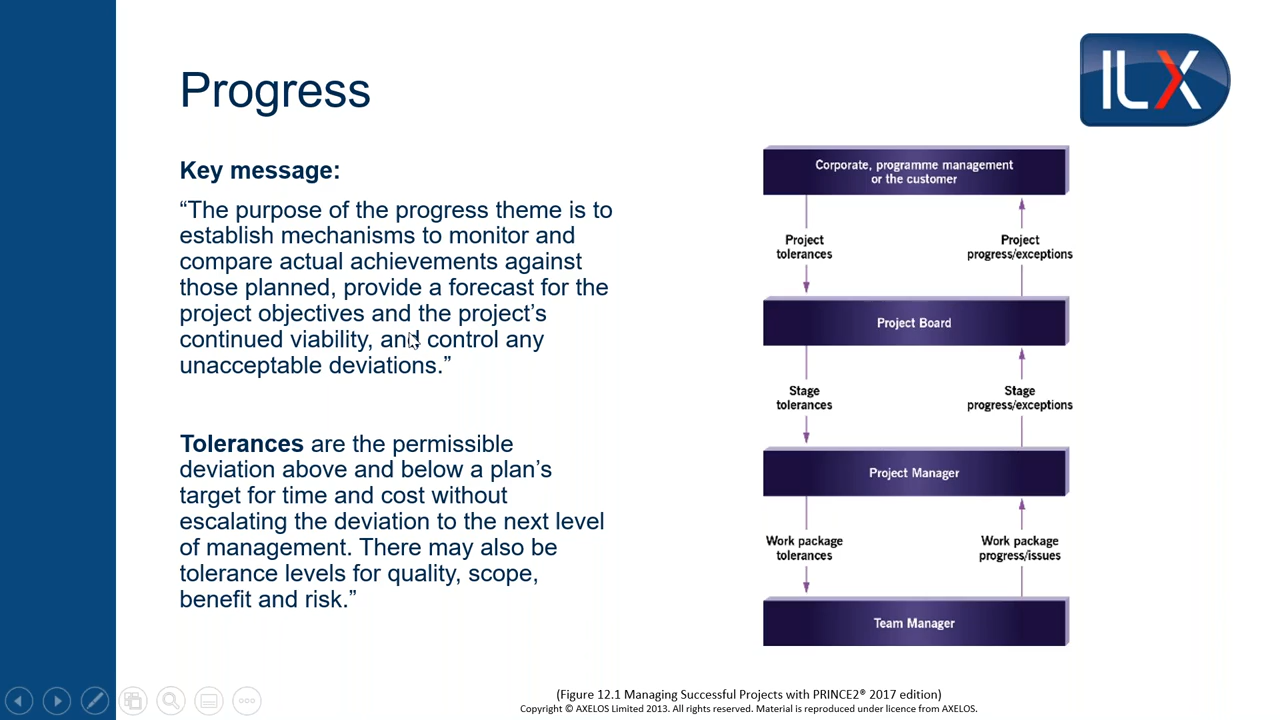 Progress
ILX
Key message:
“The purpose of the progress theme is to
establish mechanisms to monitor and
compare actual achievements against
those planned, provide a forecast for the
project objectives and the project’s
continued viability, and control any
unacceptable deviations.”
Tolerances are the permissible
deviation above and below a plan’s
target for time and cost without
escalating the deviation to the next level
of management. There may also be
tolerance levels for quality, scope,
benefit and risk.”
Corporate, programme management
or the customer
Project
tolerances
Project
progress/exceptions
Project Board
Stage
tolerances
Stage
progress/exceptions
Project Manager
Work package
tolerances
Work package
progress/issues
Team Manager
(Figure 12.1 Managing Successful Projects with PRINCE2® 2017 edition)
Copyright © AXELOS Limited 2013. All rights reserved. Material is reproduced under licence from AXELOS.